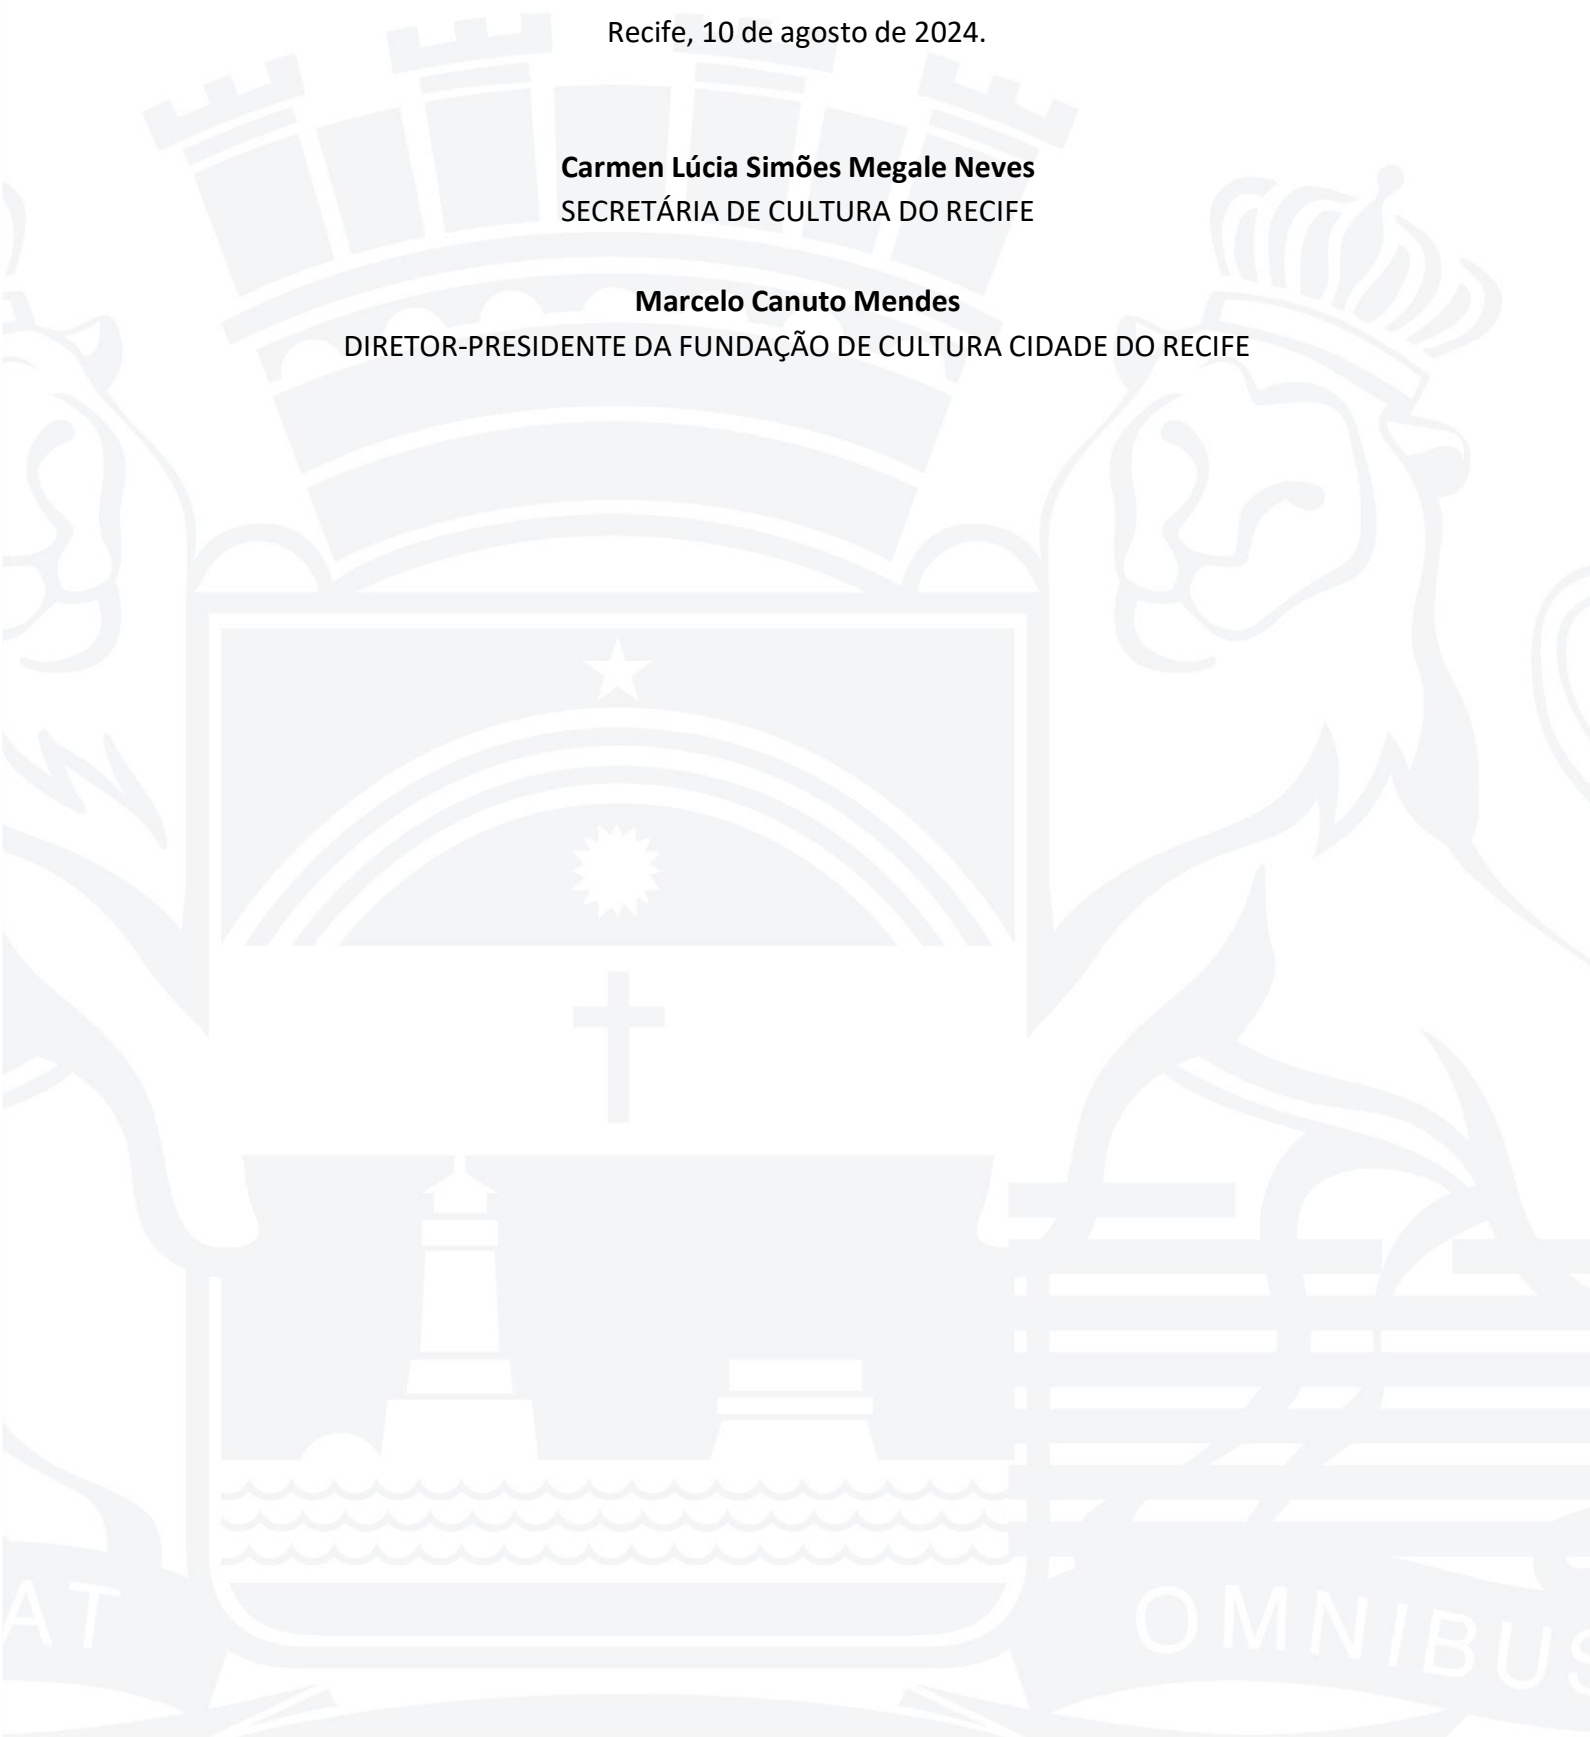 Recife, 10 de agosto de 2024.
Carmen Lúcia Simões Megale Neves
SECRETÁRIA DE CULTURA DO RECIFE
Marcelo Canuto Mendes
DIRETOR-PRESIDENTE DA FUNDAÇÃO DE CULTURA CIDADE DO RECIFE
AT
OMNIBUS